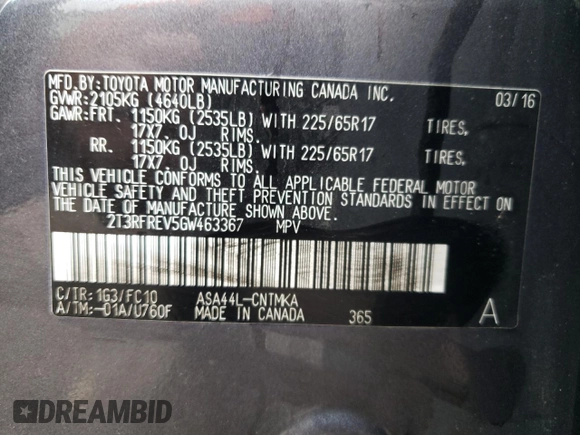 MFD.BY:TOYOTA MOTOR MANUFACTURING CANADA INC. 03/16
GVWR:2105KG (4640LB)
GAWR:FRT. 1150KG (2535LB) WITH 225/65R17 TIRES,
17X7.0J RIMS.
RR. 1150KG (2535LB) WITH 225/65R17 TIRES,
17X7.0J RIMS.
THIS VEHICLE CONFORMS TO ALL APPLICABLE FEDERAL MOTOR
VEHICLE SAFETY AND THEFT PREVENTION STANDARDS IN EFFECT ON
THE DATE OF MANUFACTURE SHOWN ABOVE.
2T3RFREV5GW463367 MPV
C/TR:1G3/FC10 ASA44L-CNTMKA
A/TM:-01A/U760F MADE IN CANADA 365 A
DREAMBID